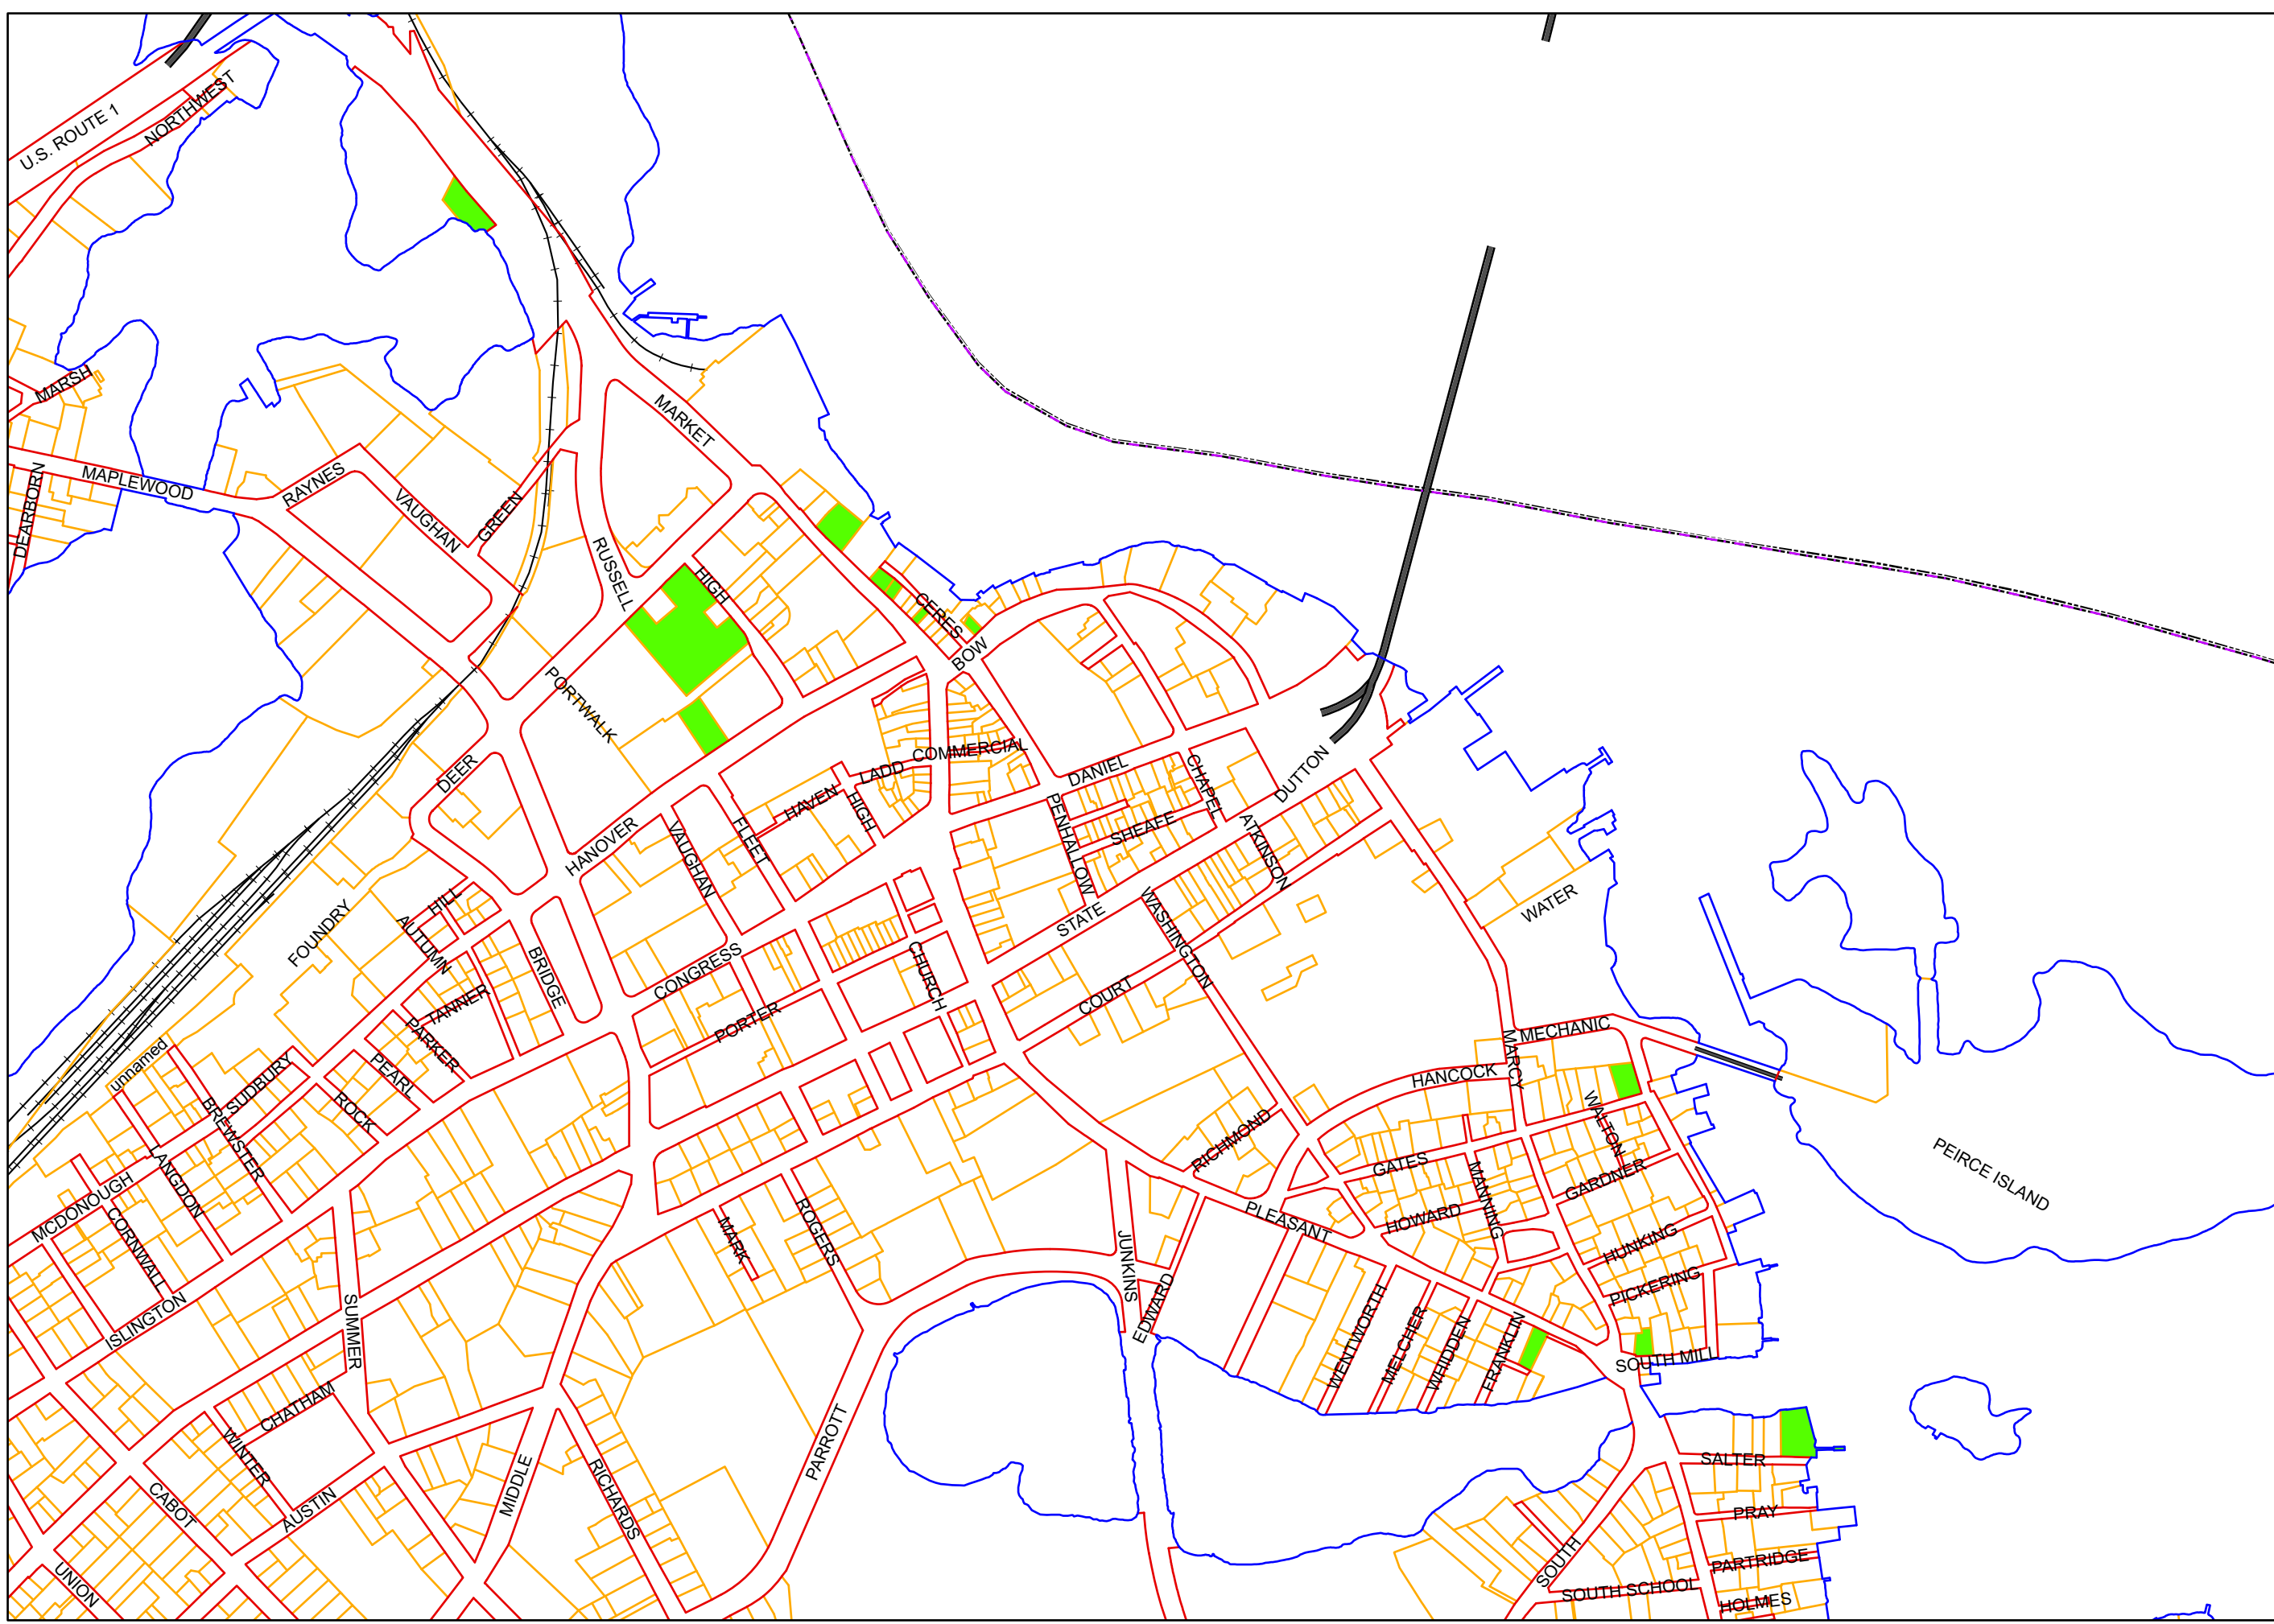 U.S. ROUTE 1
NORTHWEST
MARSH
MARKET
MAPLEWOOD
RAYNES
VAUGHAN
GREEN
DEARBORN
RUSSELL
HIGH
CERES
BOW
PORTWALK
COMMERCIAL
LADD
DEER
DANIEL
CHAPEL
DUTTON
HAVEN
HIGH
HANOVER
VAUGHAN
FLEET
PENHALLOW
SHEAFE
ATKINSON
HILL
AUTUMN
FOUNDRY
STATE
WASHINGTON
WATER
BRIDGE
CONGRESS
CHURCH
COURT
TANNER
PARKER
PORTER
MECHANIC
MARCY
unnamed
SUDBURY
PEARL
ROCK
BREWSTER
HANCOCK
WALTON
RICHMOND
PEIRCE ISLAND
LANGDON
GATES
MANNING
GARDNER
MCDONOUGH
CORNWALL
MARK
ROGERS
PLEASANT
HOWARD
HUNKING
JUNKINS
EDWARD
PICKERING
ISLINGTON
SUMMER
WENTWORTH
MELCHER
WHIDDEN
FRANKLIN
SOUTH MILL
CHATHAM
WINTER
PARROTT
SALTER
CABOT
AUSTIN
MIDDLE
RICHARDS
PRAY
SOUTH
PARTRIDGE
UNION
SOUTH SCHOOL
HOLMES